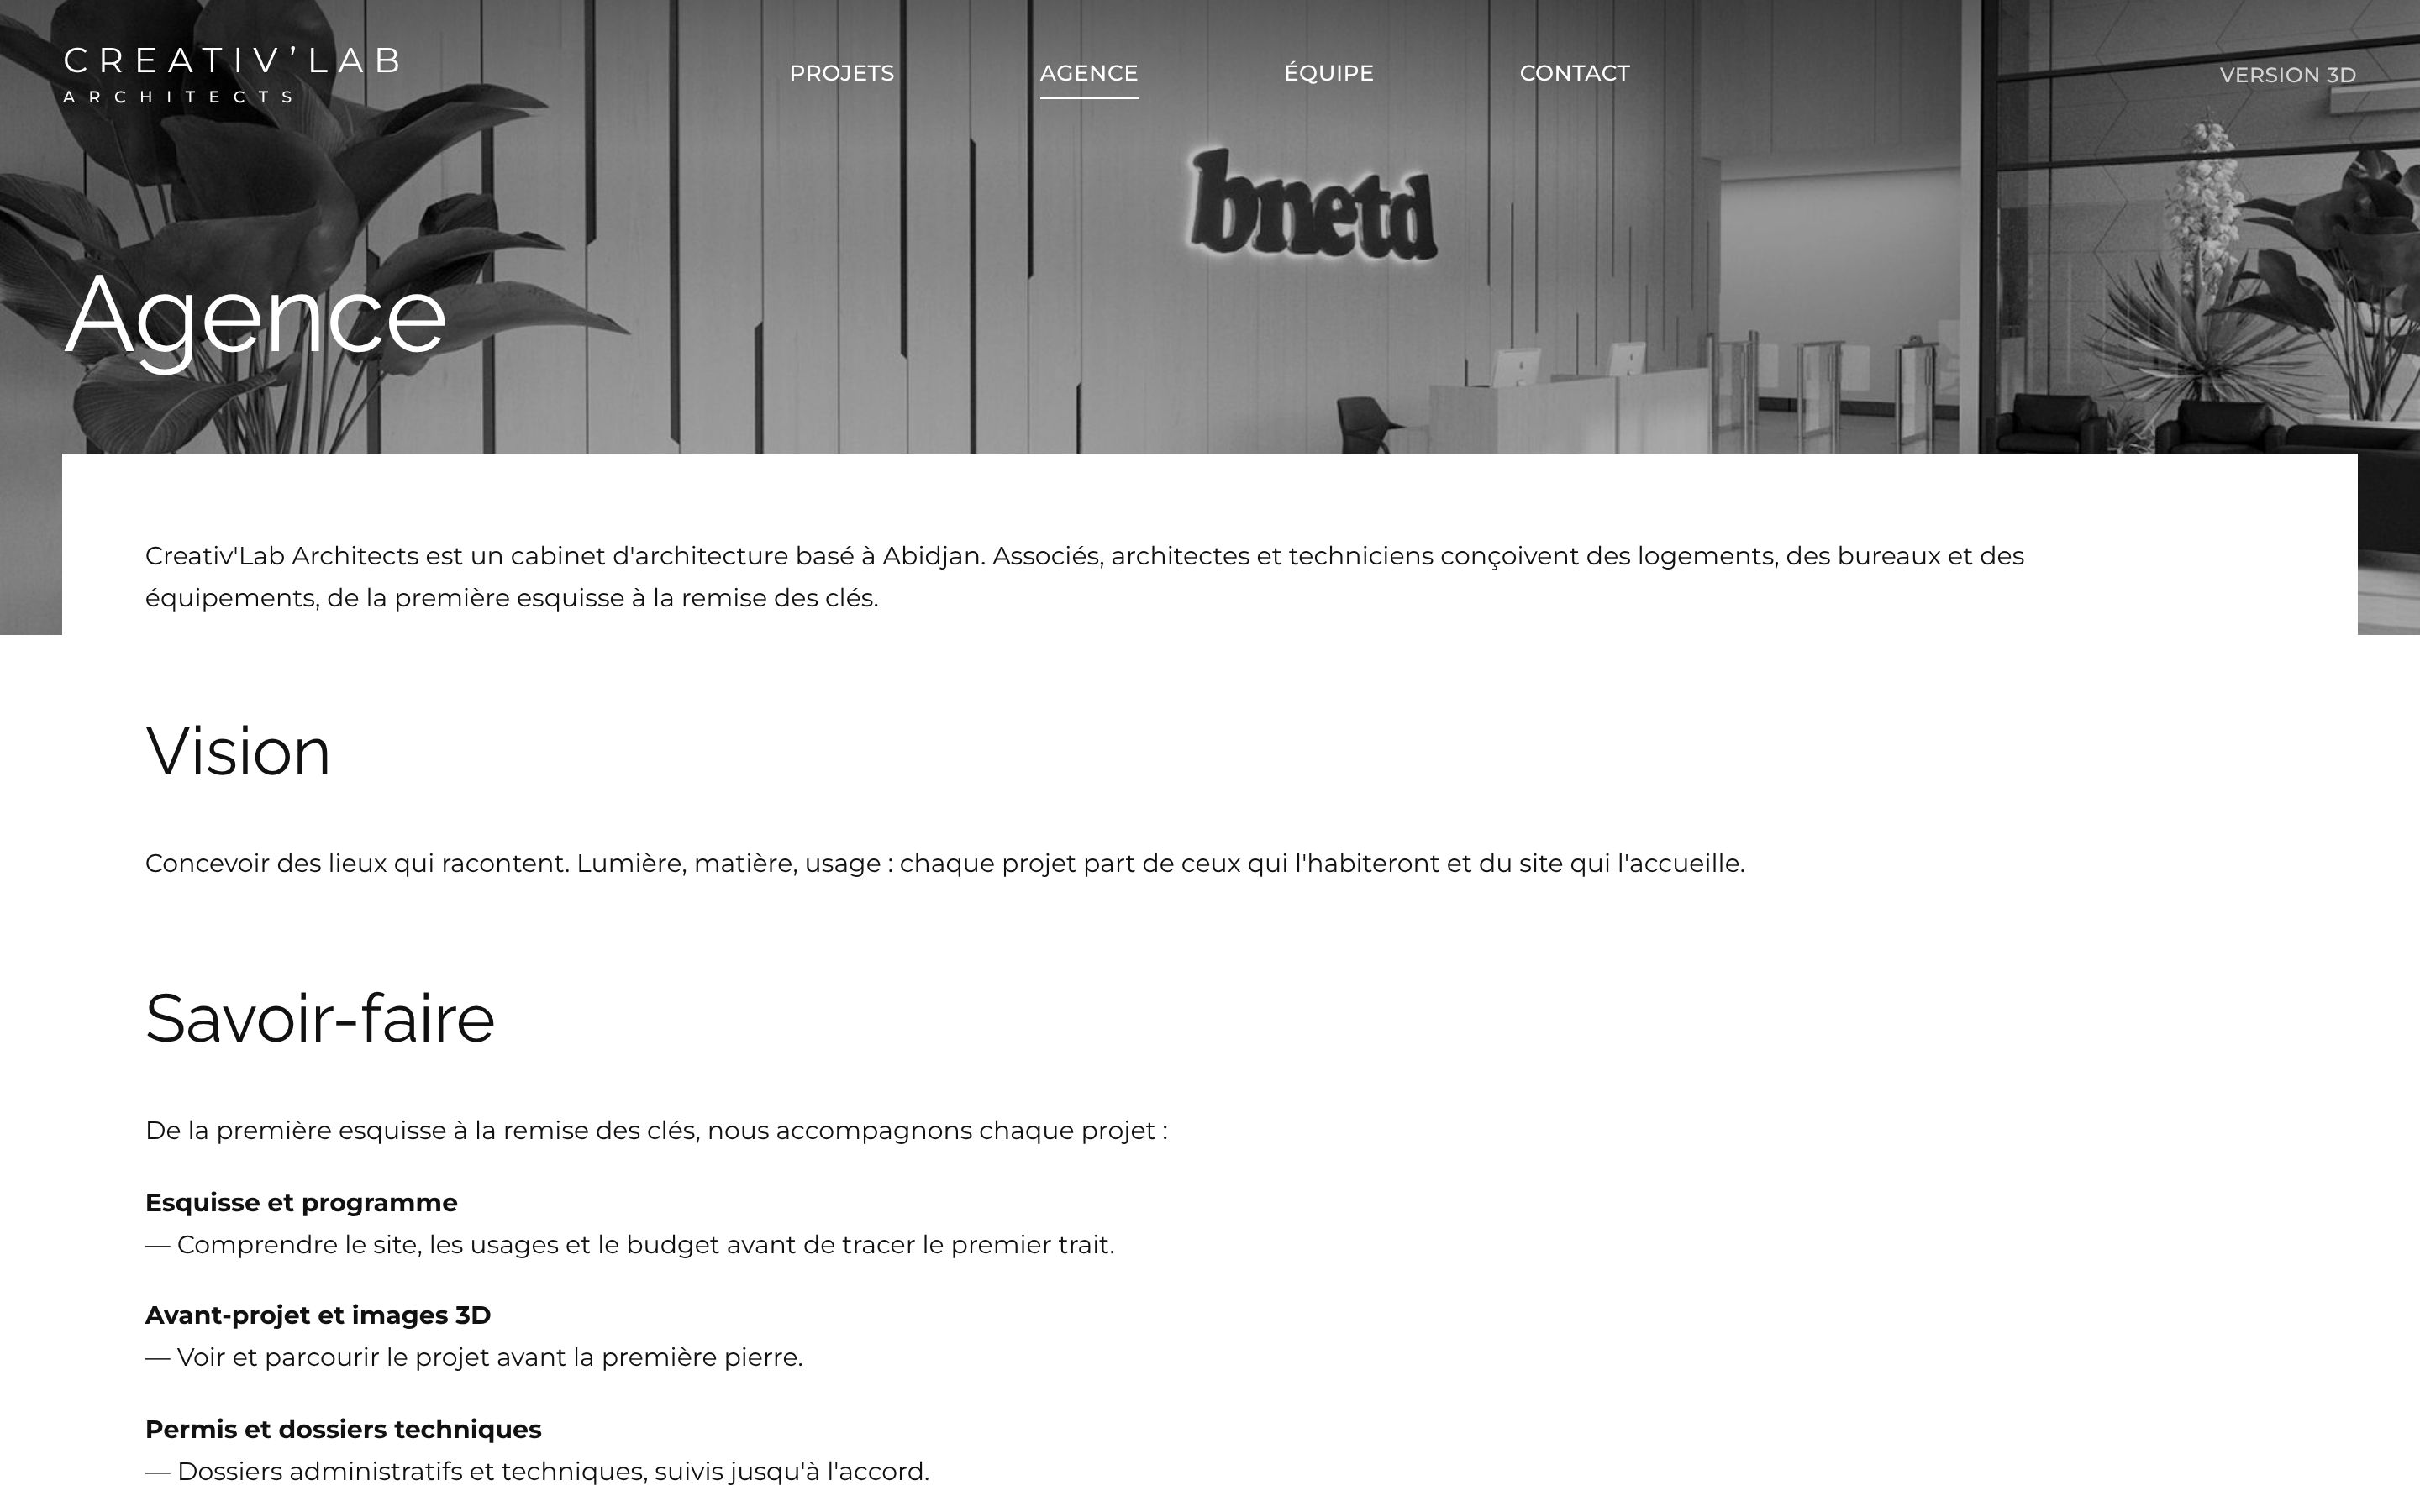 CREATIV’LAB
ARCHITECTS
PROJETS
AGENCE
ÉQUIPE
CONTACT
VERSION 3D
bnetd
Agence
Creativ'Lab Architects est un cabinet d'architecture basé à Abidjan. Associés, architectes et techniciens conçoivent des logements, des bureaux et des
équipements, de la première esquisse à la remise des clés.
Vision
Concevoir des lieux qui racontent. Lumière, matière, usage : chaque projet part de ceux qui l'habiteront et du site qui l'accueille.
Savoir-faire
De la première esquisse à la remise des clés, nous accompagnons chaque projet :
Esquisse et programme
— Comprendre le site, les usages et le budget avant de tracer le premier trait.
Avant-projet et images 3D
— Voir et parcourir le projet avant la première pierre.
Permis et dossiers techniques
— Dossiers administratifs et techniques, suivis jusqu'à l'accord.